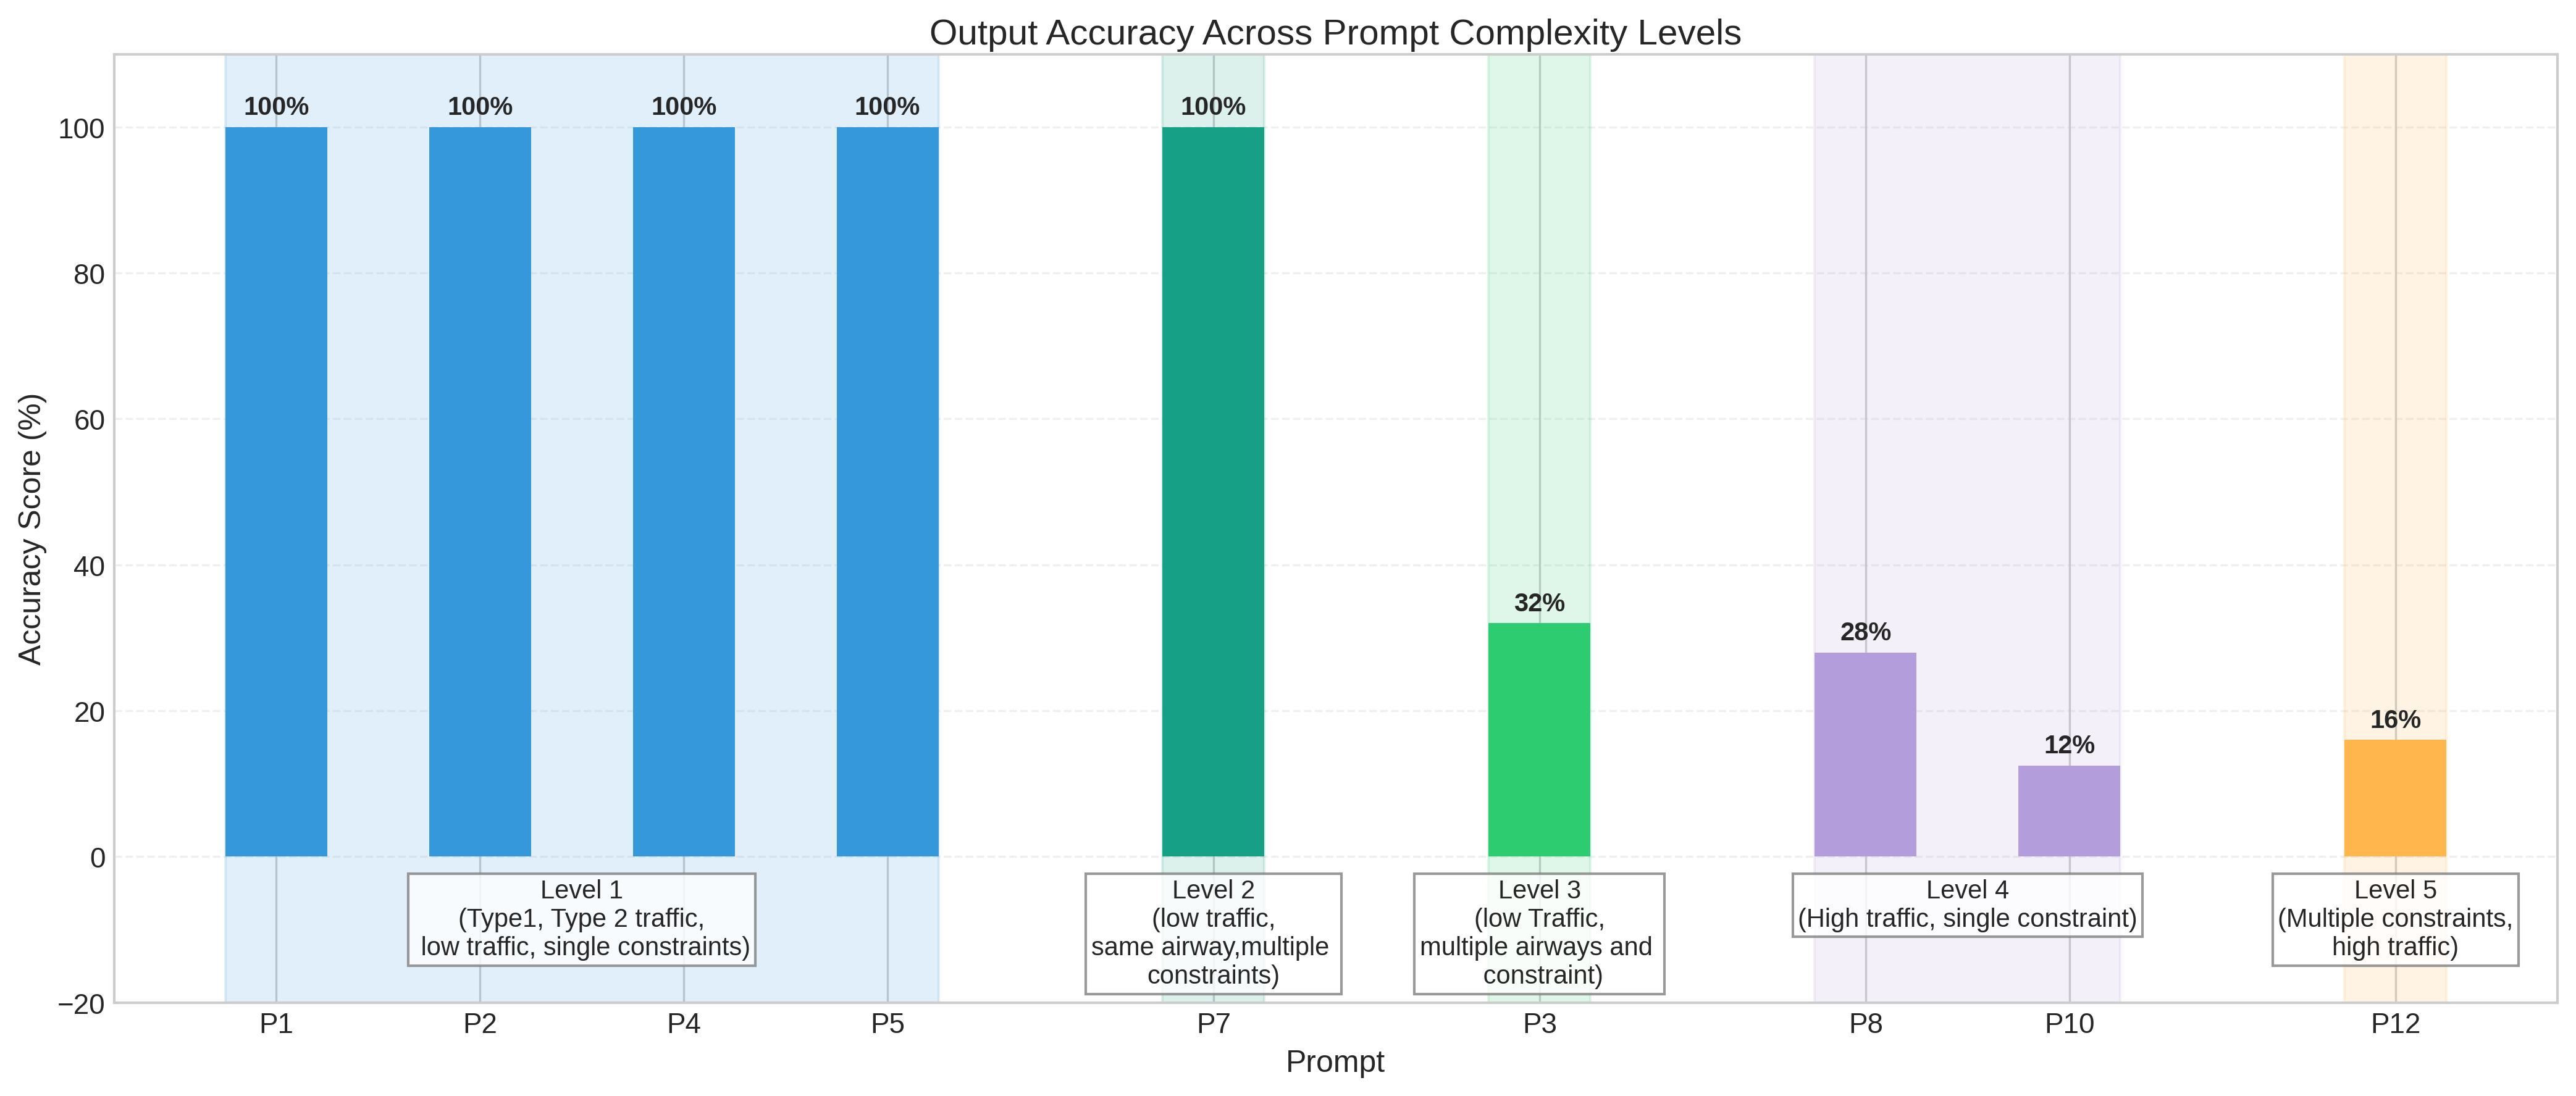 Output Accuracy Across Prompt Complexity Levels
Accuracy Score (%)
100
80
60
40
20
0
−20
100%
100%
100%
100%
100%
32%
28%
12%
16%
Level 1
(Type1, Type 2 traffic,
low traffic, single constraints)
Level 2
(low traffic,
same airway,multiple
constraints)
Level 3
(low Traffic,
multiple airways and
constraint)
Level 4
(High traffic, single constraint)
Level 5
(Multiple constraints,
high traffic)
P1 P2 P4 P5 P7 P3 P8 P10 P12
Prompt